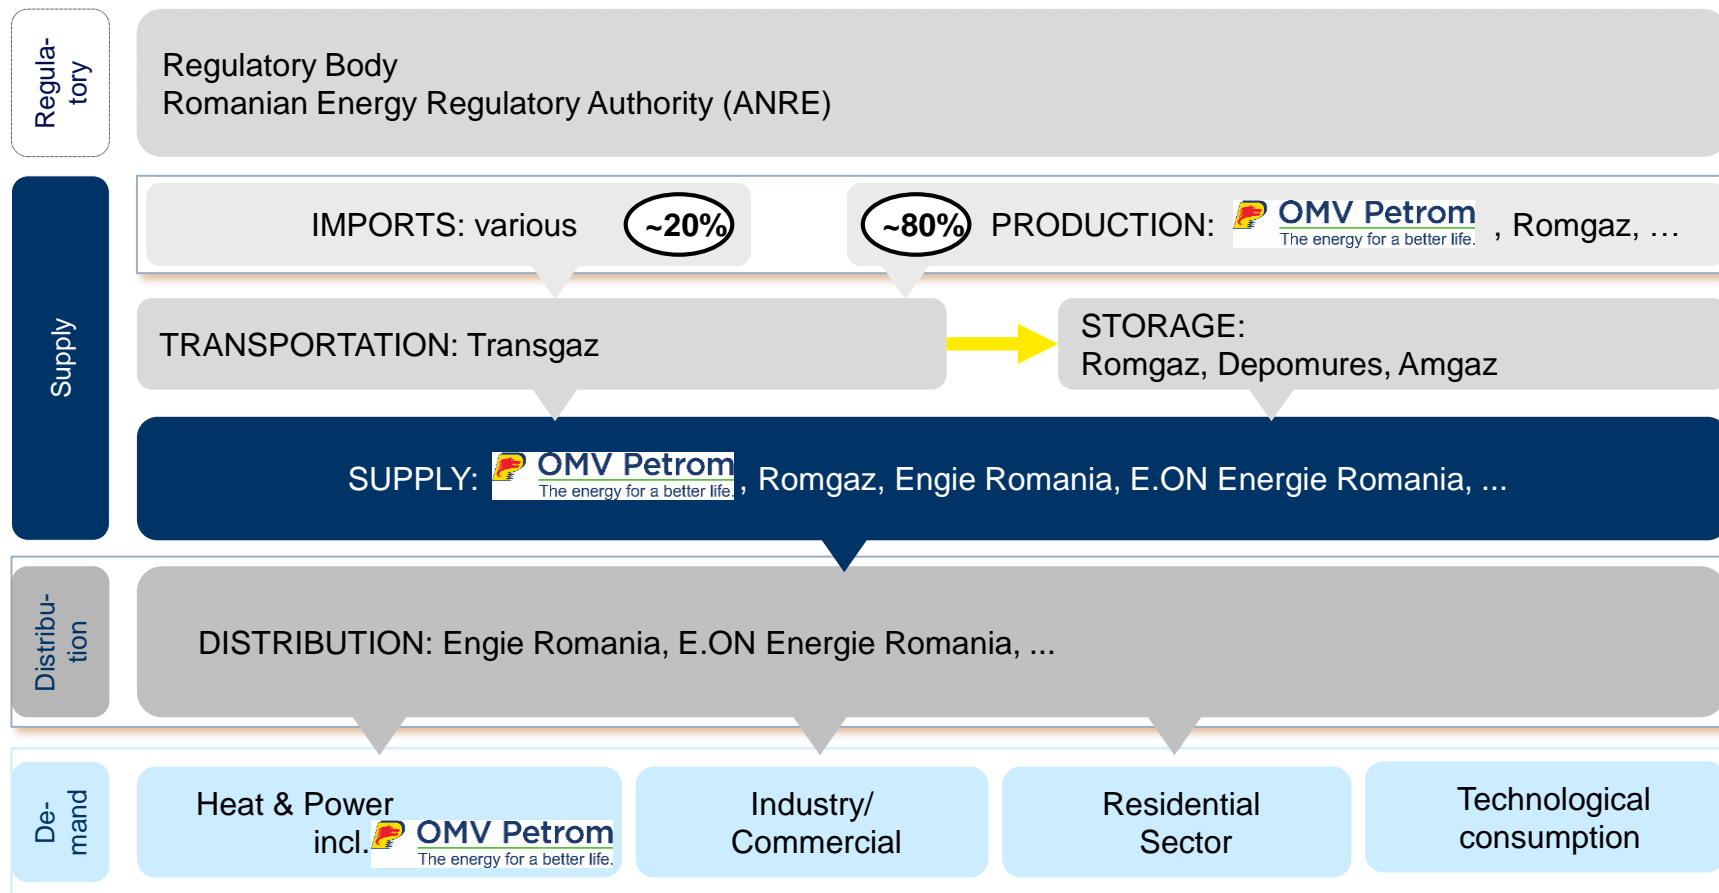 Regula-
tory
Regulatory Body
Romanian Energy Regulatory Authority (ANRE)
Supply
IMPORTS: various ~20%
~80% PRODUCTION: OMV Petrom , Romgaz, …
The energy for a better life.
TRANSPORTATION: Transgaz
STORAGE:
Romgaz, Depomures, Amgaz
SUPPLY: OMV Petrom , Romgaz, Engie Romania, E.ON Energie Romania, ...
The energy for a better life.
Distribu-
tion
DISTRIBUTION: Engie Romania, E.ON Energie Romania, ...
De-
mand
Heat & Power
incl. OMV Petrom
The energy for a better life.
Industry/
Commercial
Residential
Sector
Technological
consumption